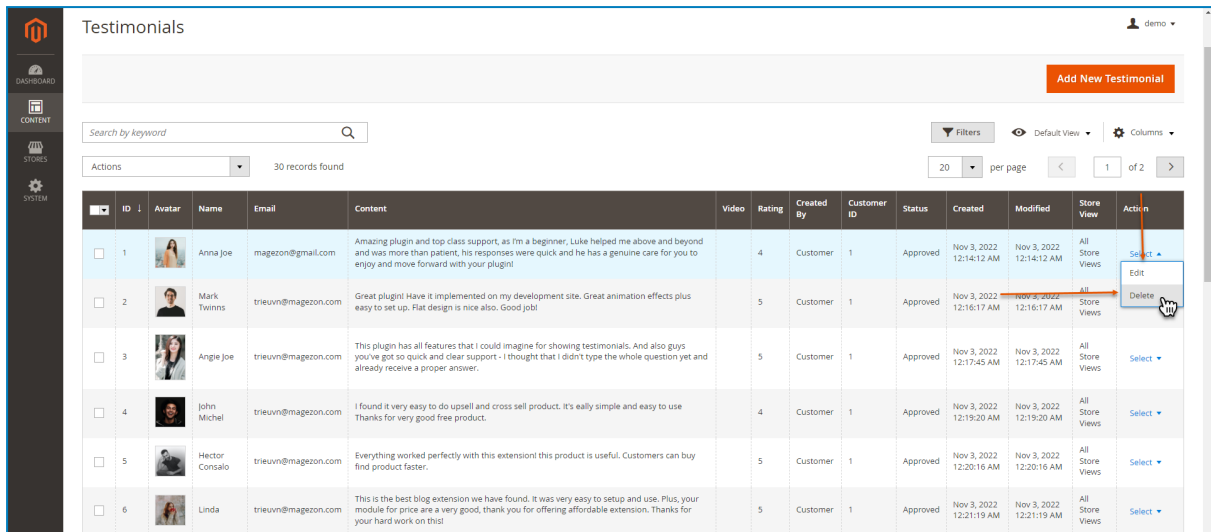 Testimonials
demo
DASHBOARD
CONTENT
STORES
SYSTEM
Add New Testimonial
Search by keyword
Filters
Default View
Columns
Actions
30 records found
20
per page
1
of 2
ID ↓ Avatar Name Email Content Video Rating Created By Customer ID Status Created Modified Store View Action
1
Anna Joe
magezon@gmail.com
Amazing plugin and top class support, as I'm a beginner, Luke helped me above and beyond
and was more than patient, his responses were quick and he has a genuine care for you to
enjoy and move forward with your plugin!
4
Customer
1
Approved
Nov 3, 2022
12:14:12 AM
Nov 3, 2022
12:14:12 AM
All
Store
Views
Select
Edit
Delete
2
Mark
Twinns
trieuvn@magezon.com
Great plugin! Have it implemented on my development site. Great animation effects plus
easy to set up. Flat design is nice also. Good job!
5
Customer
1
Approved
Nov 3, 2022
12:16:17 AM
Nov 3, 2022
12:16:17 AM
All
Store
Views
3
Angie Joe
trieuvn@magezon.com
This plugin has all features that I could imagine for showing testimonials. And also guys
you've got so quick and clear support - I thought that I didn't type the whole question yet and
already receive a proper answer.
5
Customer
1
Approved
Nov 3, 2022
12:17:45 AM
Nov 3, 2022
12:17:45 AM
All
Store
Views
Select
4
John
Michel
trieuvn@magezon.com
I found it very easy to do upsell and cross sell product. It's eally simple and easy to use
Thanks for very good free product.
4
Customer
1
Approved
Nov 3, 2022
12:19:20 AM
Nov 3, 2022
12:19:20 AM
All
Store
Views
Select
5
Hector
Consalo
trieuvn@magezon.com
Everything worked perfectly with this extension! this product is useful. Customers can buy
find product faster.
5
Customer
1
Approved
Nov 3, 2022
12:20:16 AM
Nov 3, 2022
12:20:16 AM
All
Store
Views
Select
6
Linda
trieuvn@magezon.com
This is the best blog extension we have found. It was very easy to setup and use. Plus, your
module for price are a very good, thank you for offering affordable extension. Thanks for
your hard work on this!
5
Customer
1
Approved
Nov 3, 2022
12:21:19 AM
Nov 3, 2022
12:21:19 AM
All
Store
Views
Select